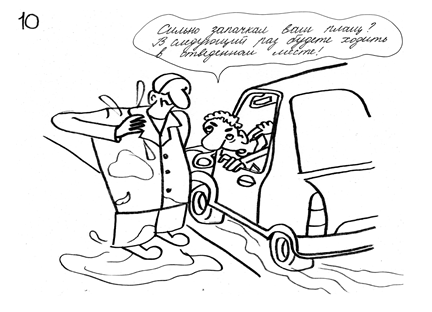 10
Сильно запачкал ваш плащ?
В следующий раз будете ходить
в отведенном месте!